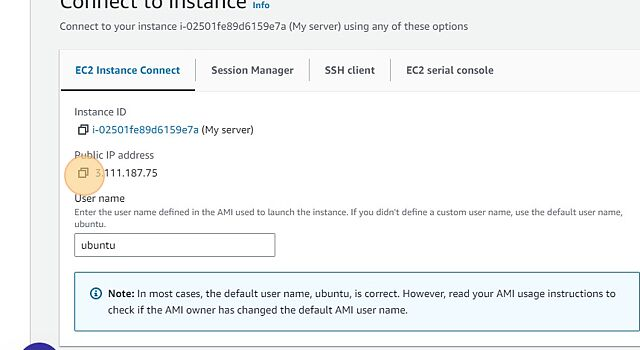 Connect to instance Info
Connect to your instance i-02501fe89d6159e7a (My server) using any of these options
EC2 Instance Connect
Session Manager
SSH client
EC2 serial console
Instance ID
i-02501fe89d6159e7a (My server)
Public IP address
3.111.187.75
User name
Enter the user name defined in the AMI used to launch the instance. If you didn't define a custom user name, use the default user name,
ubuntu.
ubuntu
Note: In most cases, the default user name, ubuntu, is correct. However, read your AMI usage instructions to
check if the AMI owner has changed the default AMI user name.